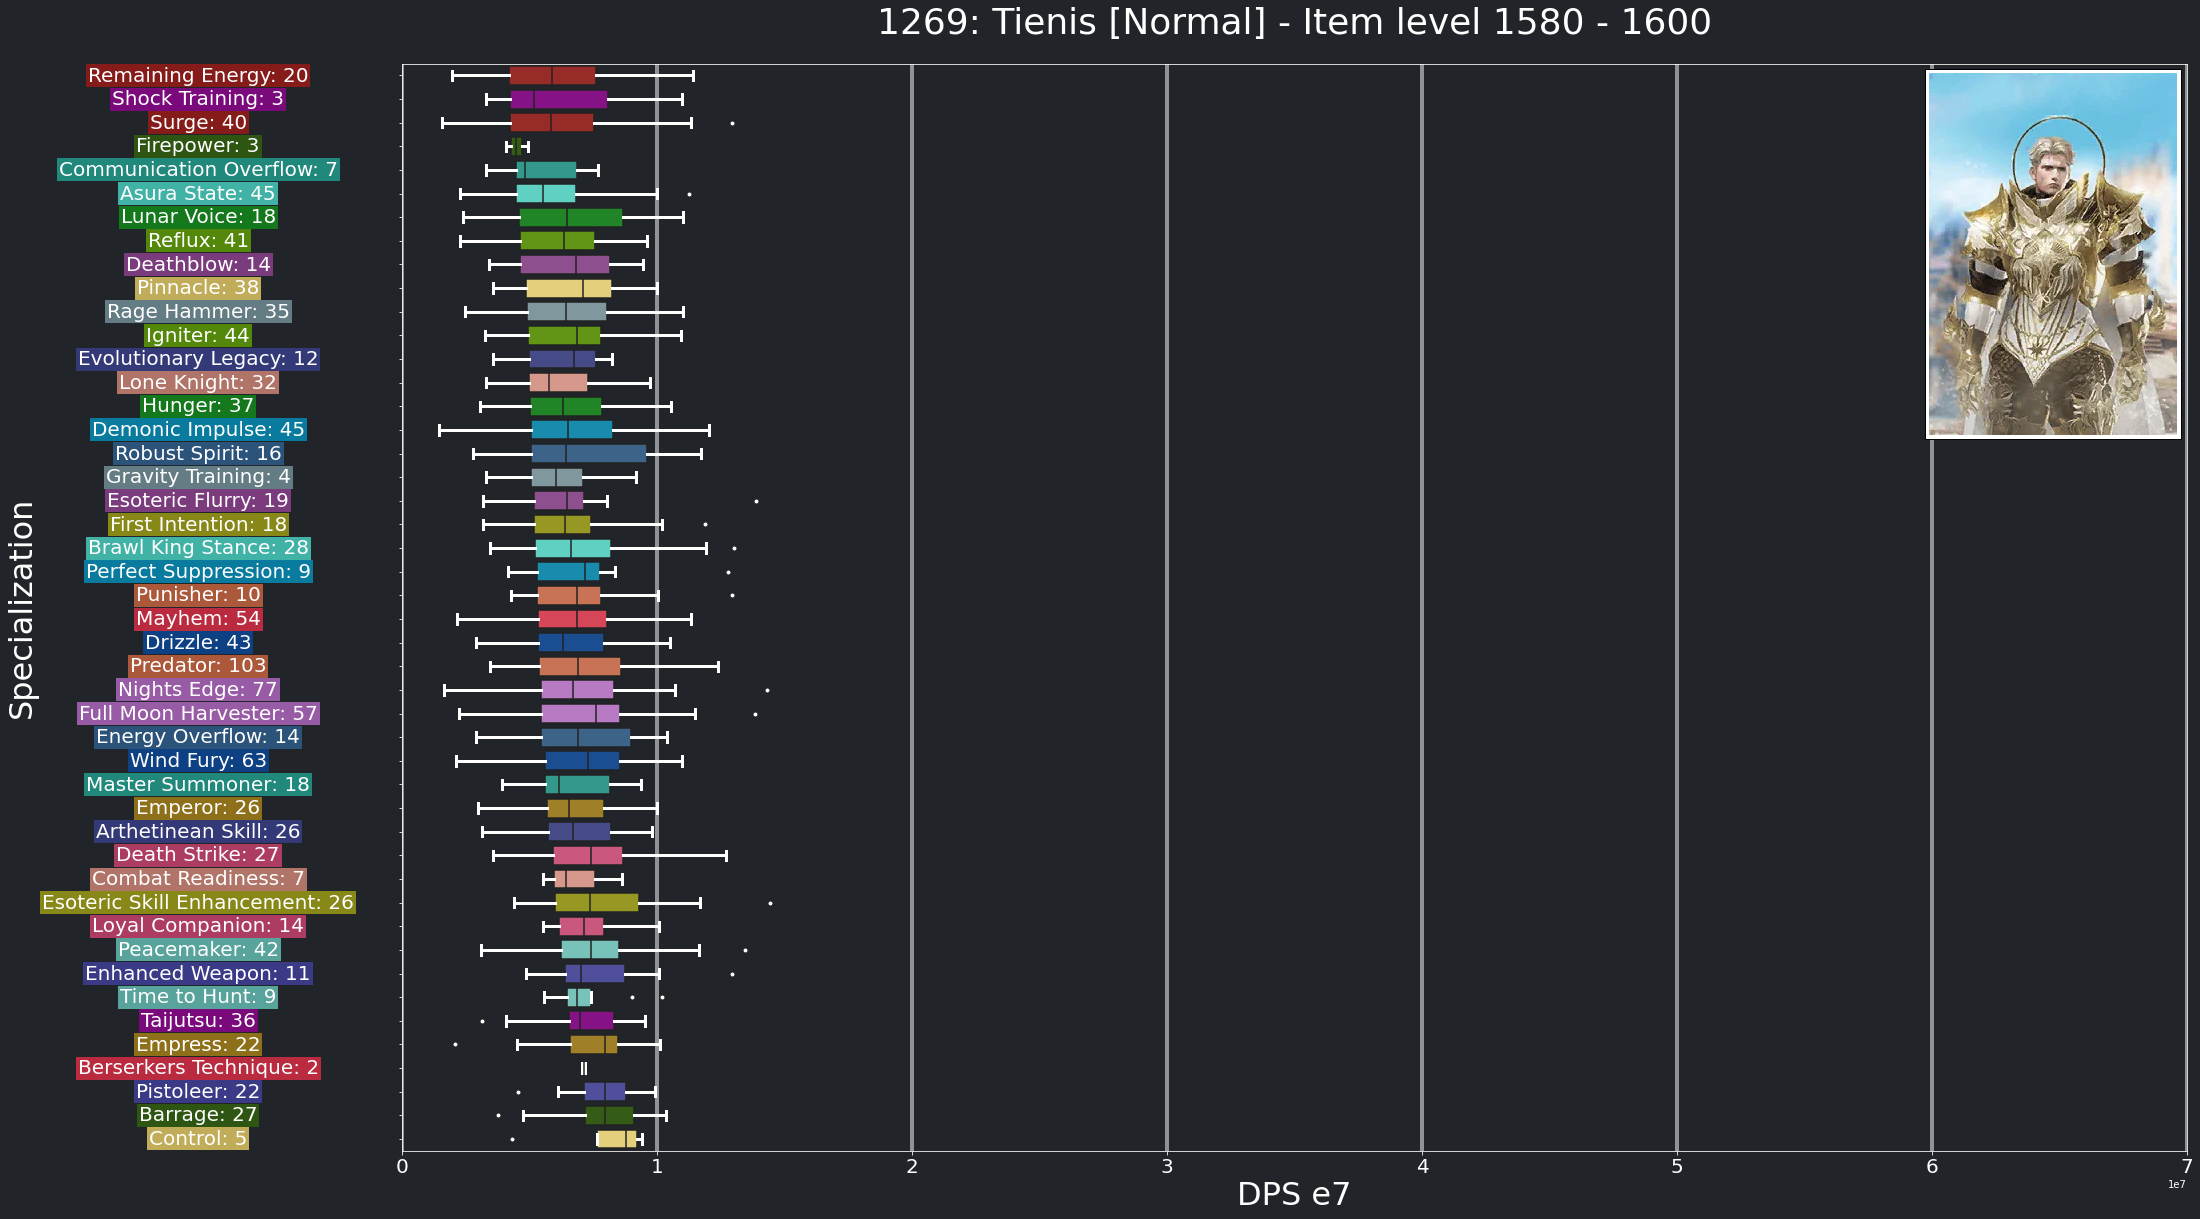 1269: Tienis [Normal] - Item level 1580 - 1600
Specialization
Remaining Energy: 20
Shock Training: 3
Surge: 40
Firepower: 3
Communication Overflow: 7
Asura State: 45
Lunar Voice: 18
Reflux: 41
Deathblow: 14
Pinnacle: 38
Rage Hammer: 35
Igniter: 44
Evolutionary Legacy: 12
Lone Knight: 32
Hunger: 37
Demonic Impulse: 45
Robust Spirit: 16
Gravity Training: 4
Esoteric Flurry: 19
First Intention: 18
Brawl King Stance: 28
Perfect Suppression: 9
Punisher: 10
Mayhem: 54
Drizzle: 43
Predator: 103
Nights Edge: 77
Full Moon Harvester: 57
Energy Overflow: 14
Wind Fury: 63
Master Summoner: 18
Emperor: 26
Arthetinean Skill: 26
Death Strike: 27
Combat Readiness: 7
Esoteric Skill Enhancement: 26
Loyal Companion: 14
Peacemaker: 42
Enhanced Weapon: 11
Time to Hunt: 9
Taijutsu: 36
Empress: 22
Berserkers Technique: 2
Pistoleer: 22
Barrage: 27
Control: 5
0 1 2 3 4 5 6 7
1e7
DPS e7